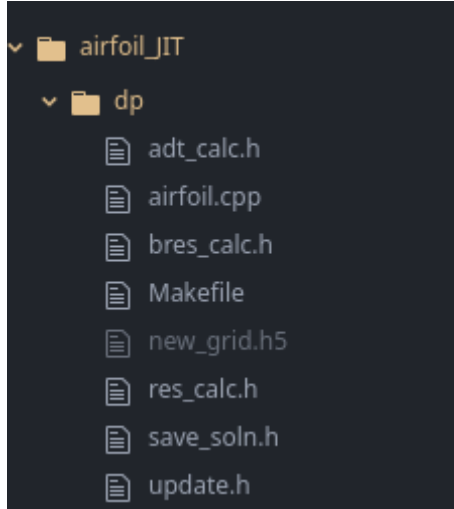 airfoil_JIT
dp
adt_calc.h
airfoil.cpp
bres_calc.h
Makefile
new_grid.h5
res_calc.h
save_soln.h
update.h